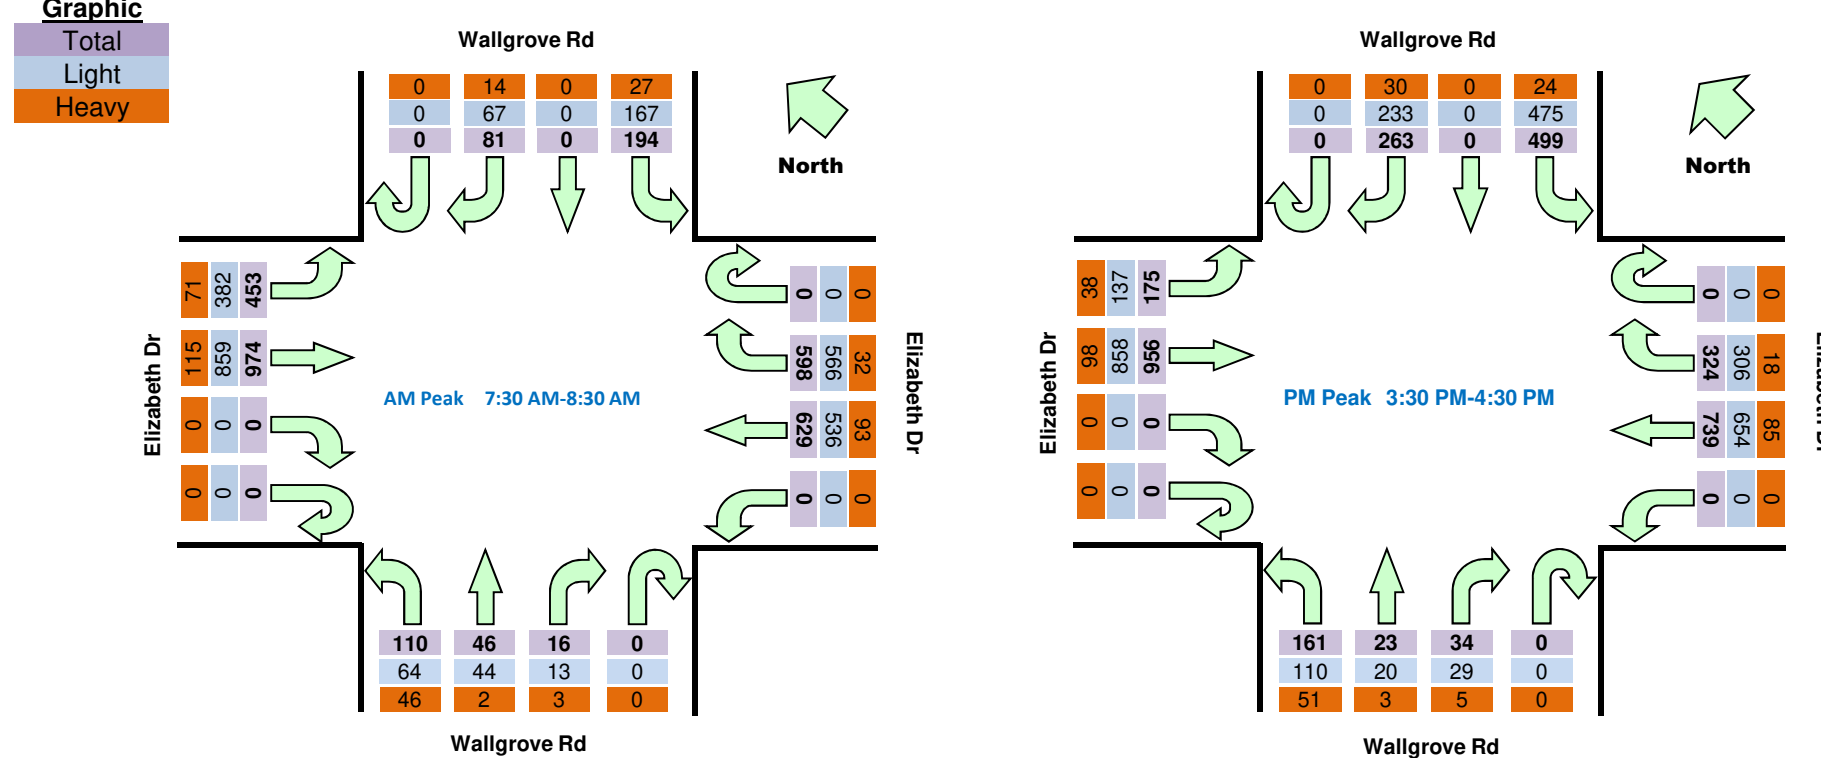 Graphic
Total
Light
Heavy
Wallgrove Rd
0 14 0 27
0 67 0 167
0 81 0 194
North
71 382 453
115 859 974
0 0 0
0 0 0
Elizabeth Dr
AM Peak 7:30 AM-8:30 AM
0 0 0
598 566 32
629 536 93
0 0 0
Elizabeth Dr
110 46 16 0
64 44 13 0
46 2 3 0
Wallgrove Rd
Wallgrove Rd
0 30 0 24
0 233 0 475
0 263 0 499
North
38 137 175
98 858 956
0 0 0
0 0 0
Elizabeth Dr
PM Peak 3:30 PM-4:30 PM
0 0 0
324 306 18
739 654 85
0 0 0
Elizabeth Dr
161 23 34 0
110 20 29 0
51 3 5 0
Wallgrove Rd